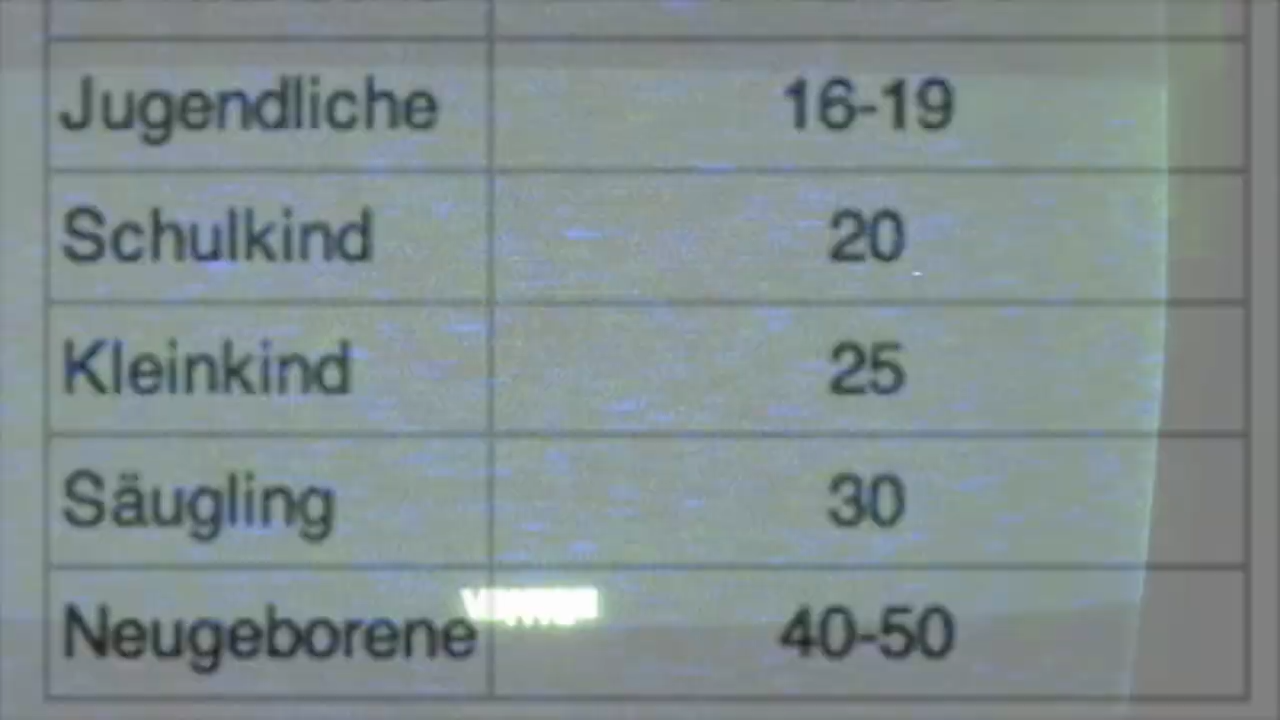 Jugendliche 16-19
Schulkind 20
Kleinkind 25
Säugling 30
Neugeborene 40-50